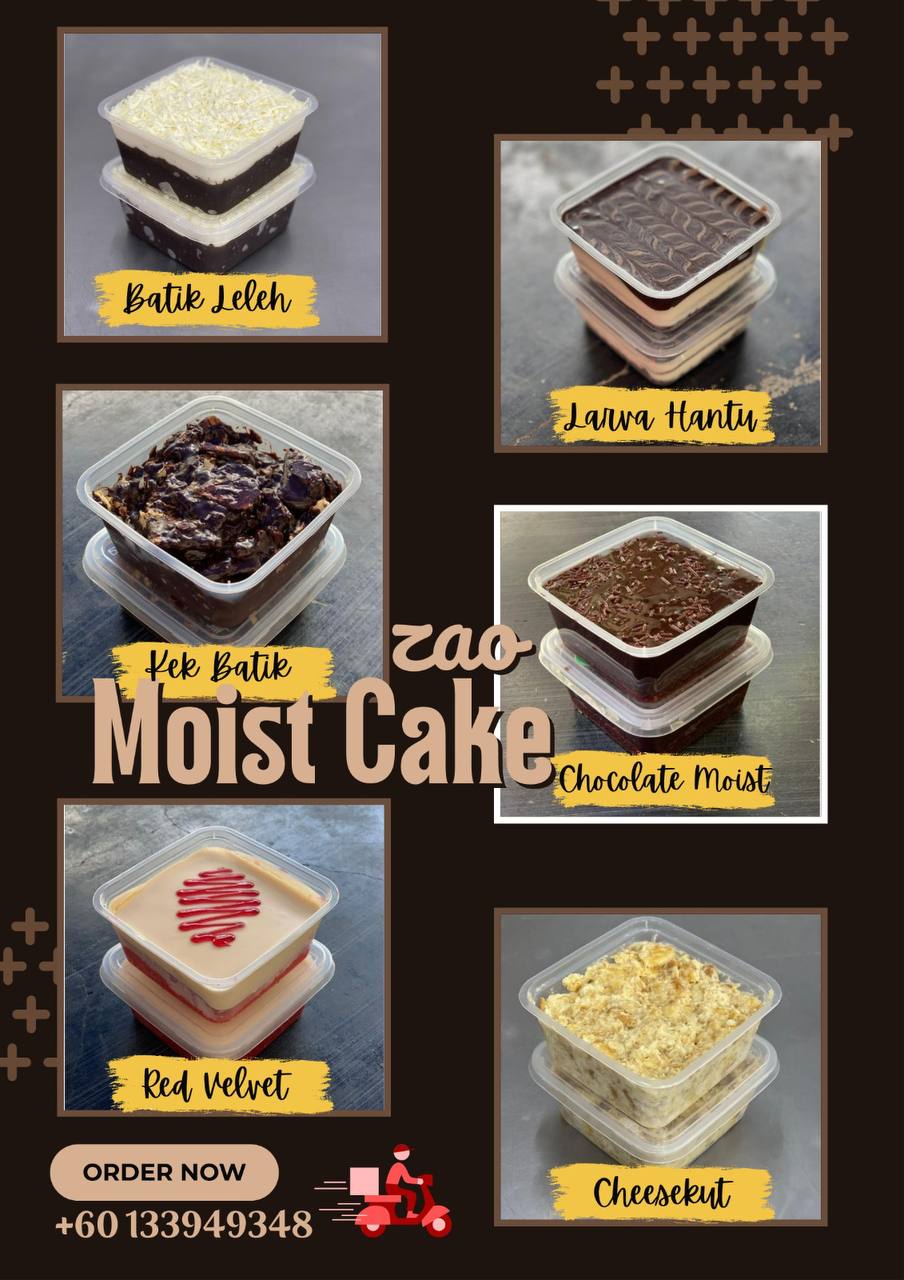 Batik Leleh
Larva Hantu
Kek Batik
zao
Moist Cake
Chocolate Moist
Red Velvet
Cheesekut
ORDER NOW
+60 133949348